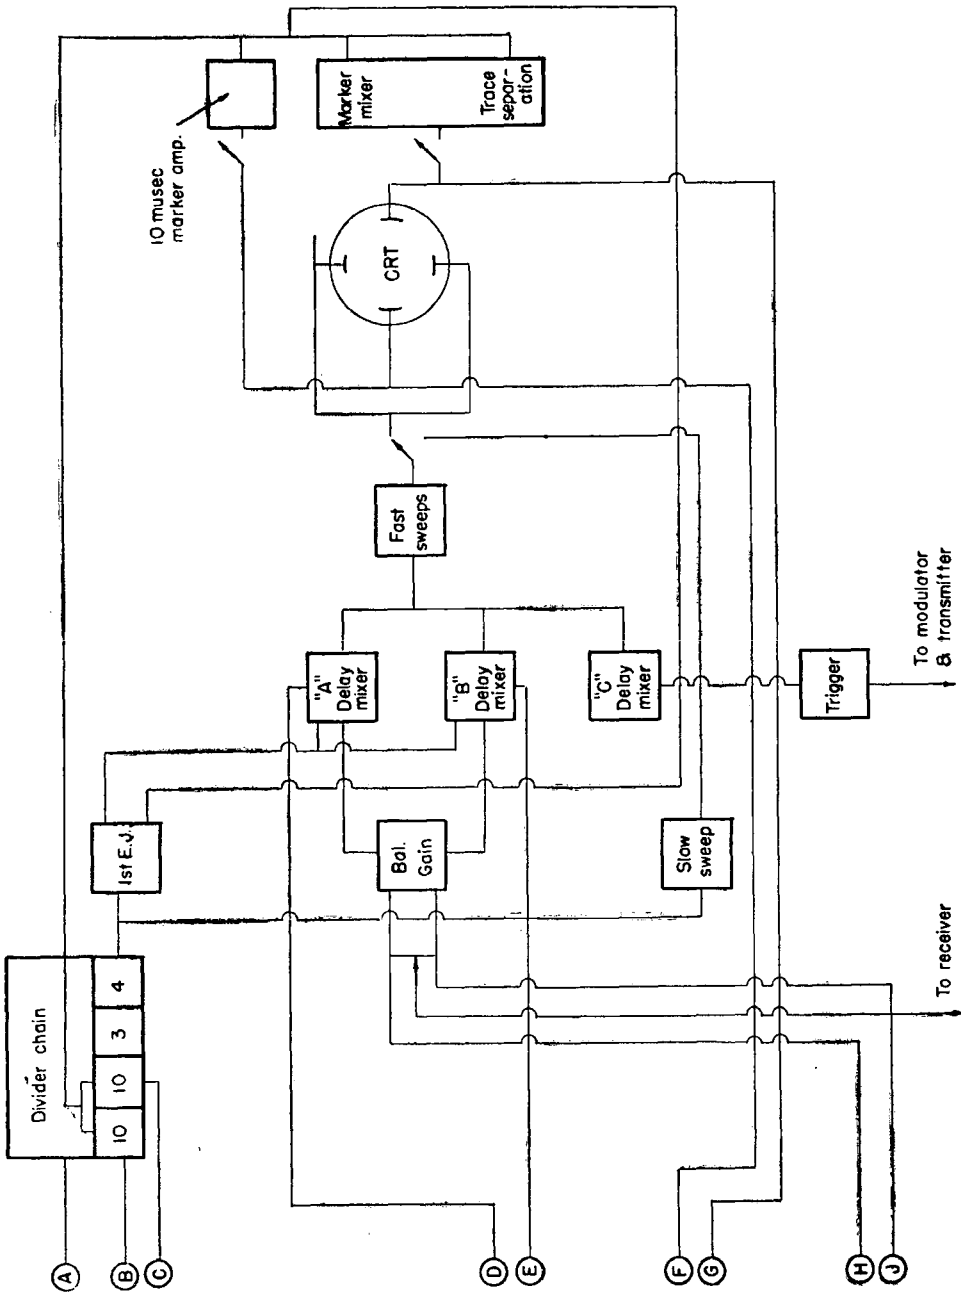 Divider chain
10
10
3
4
A
B
C
1st E.J.
10 musec
marker amp.
Marker
mixer
Trace
separ-
ation
D
E
"A"
Delay
mixer
"B"
Delay
mixer
"C"
Delay
mixer
Bal.
Gain
Fast
sweeps
CRT
F
G
Slow
sweep
Trigger
H
J
To receiver
To modulator
& transmitter